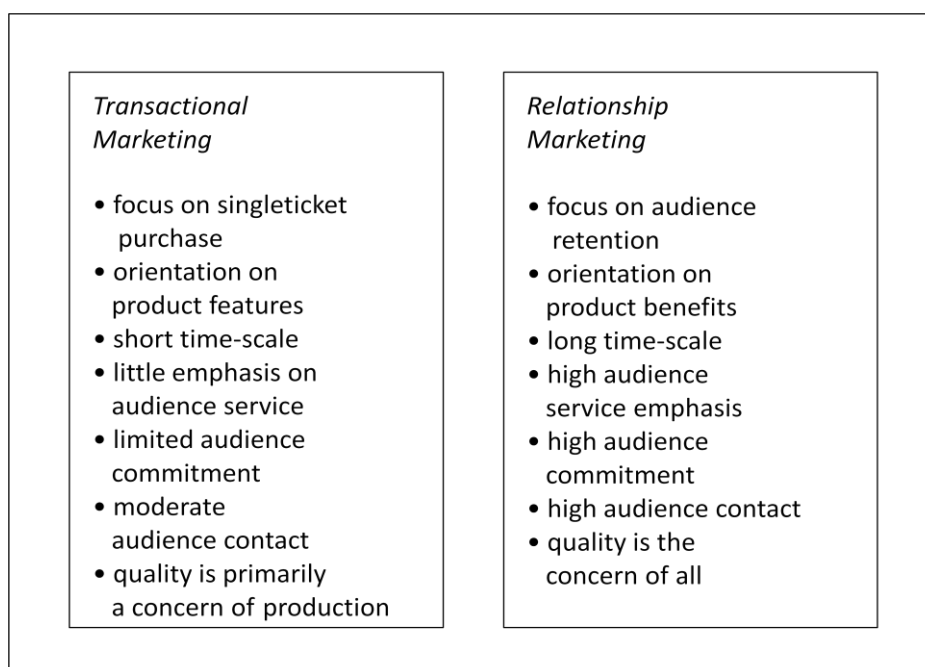 Transactional
Marketing
• focus on singleticket
purchase
• orientation on
product features
• short time-scale
• little emphasis on
audience service
• limited audience
commitment
• moderate
audience contact
• quality is primarily
a concern of production
Relationship
Marketing
• focus on audience
retention
• orientation on
product benefits
• long time-scale
• high audience
service emphasis
• high audience
commitment
• high audience contact
• quality is the
concern of all